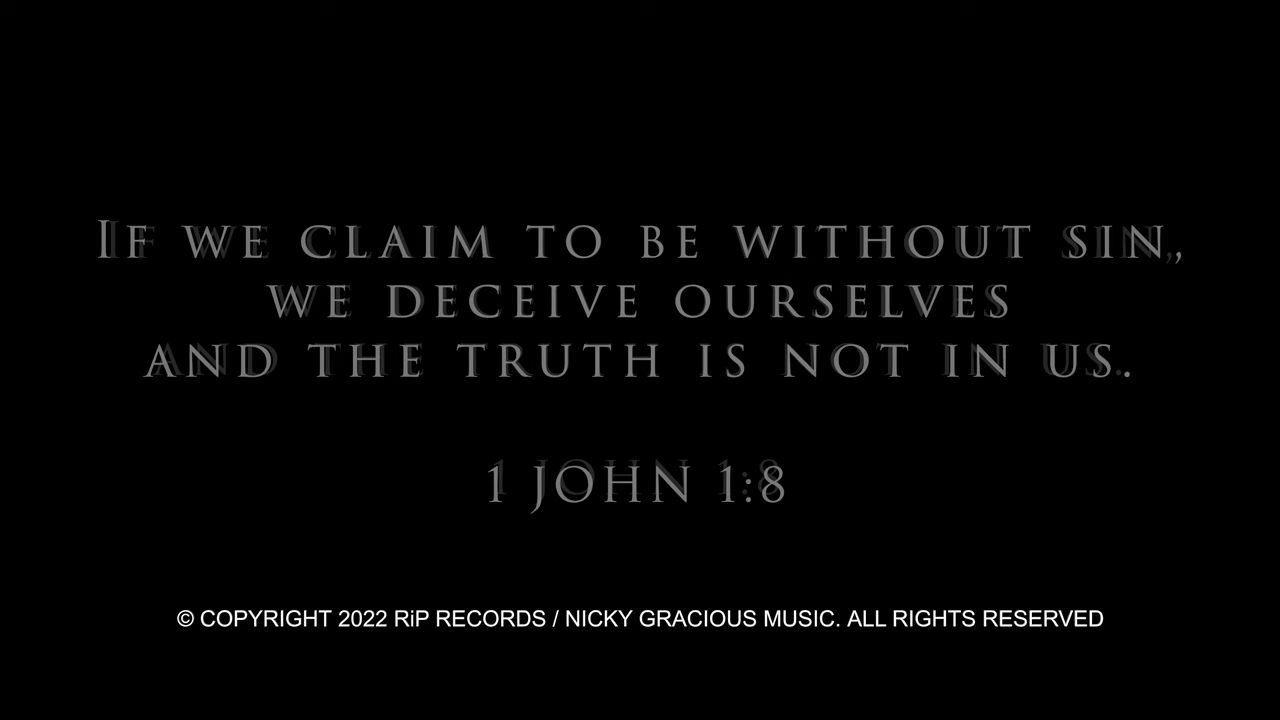 If we claim to be without sin,
we deceive ourselves
and the truth is not in us.
1 John 1:8
© COPYRIGHT 2022 RiP RECORDS / NICKY GRACIOUS MUSIC. ALL RIGHTS RESERVED